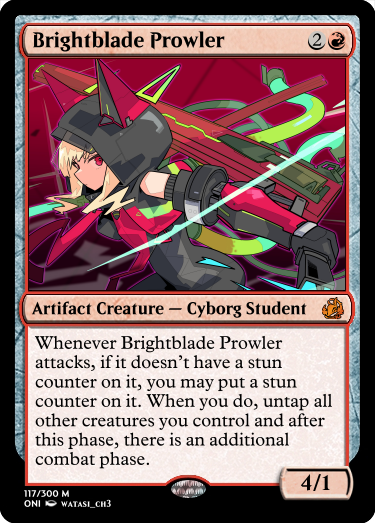 Brightblade Prowler 2
Artifact Creature — Cyborg Student
Whenever Brightblade Prowler
attacks, if it doesn't have a stun
counter on it, you may put a stun
counter on it. When you do, untap all
other creatures you control and after
this phase, there is an additional
combat phase.
4/1
117/300 M
ONI WATASI_CH3